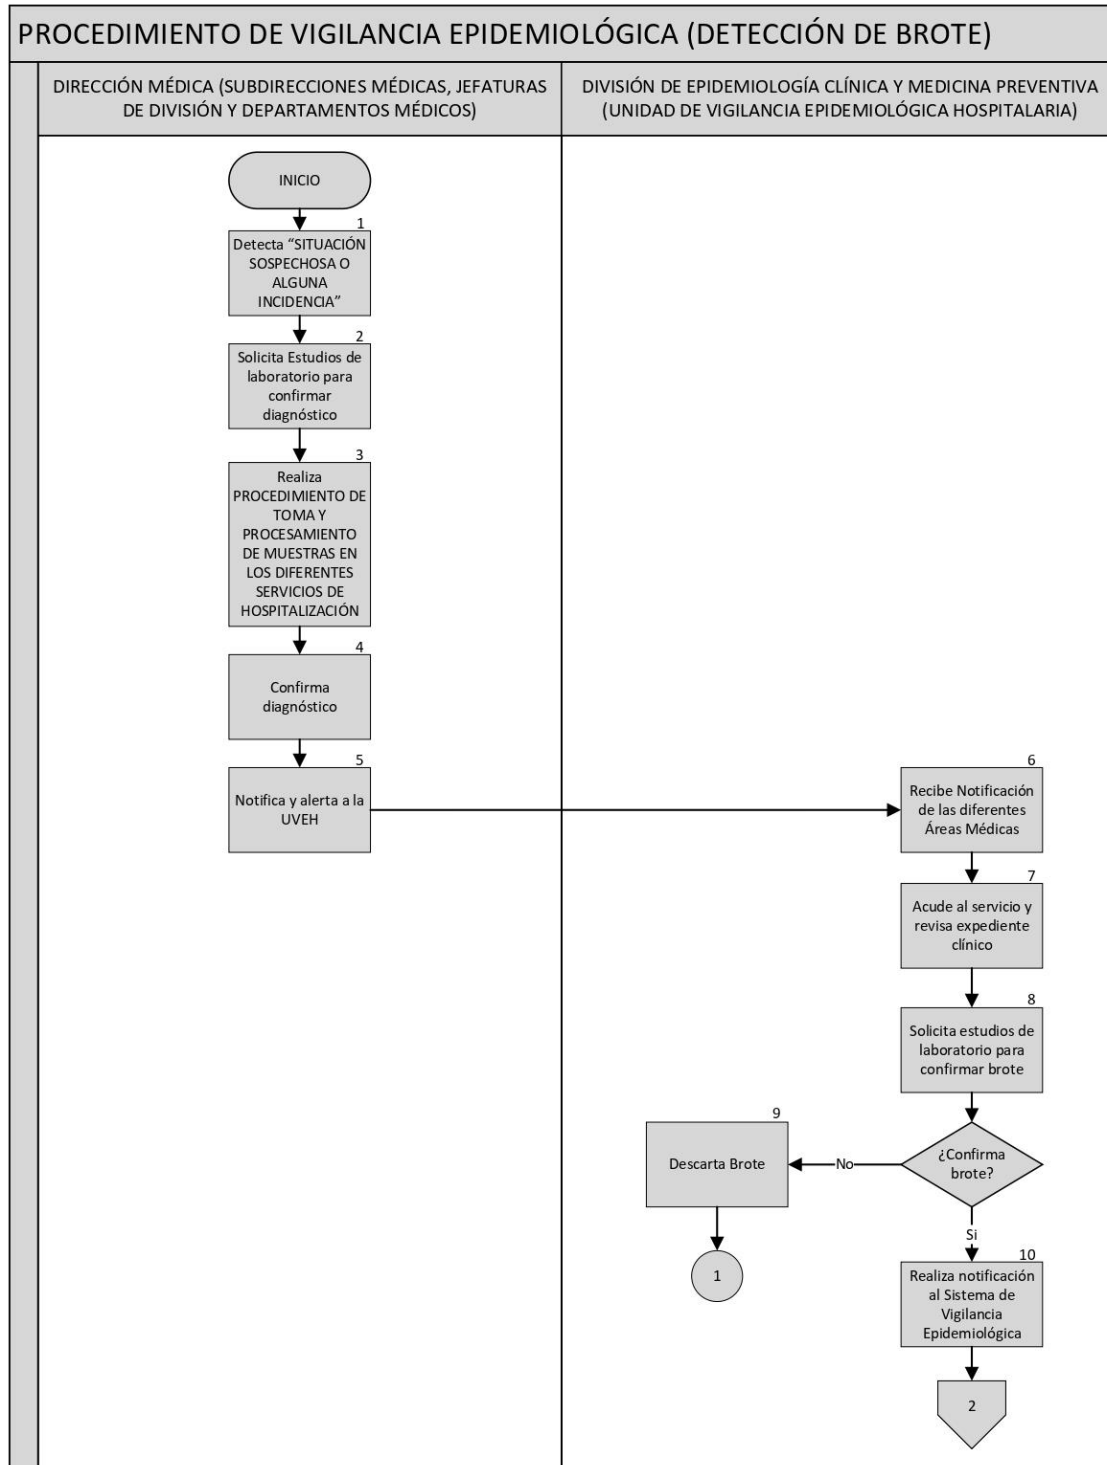 PROCEDIMIENTO DE VIGILANCIA EPIDEMIOLÓGICA (DETECCIÓN DE BROTE)
DIRECCIÓN MÉDICA (SUBDIRECCIONES MÉDICAS, JEFATURAS
DE DIVISIÓN Y DEPARTAMENTOS MÉDICOS)
DIVISIÓN DE EPIDEMIOLOGÍA CLÍNICA Y MEDICINA PREVENTIVA
(UNIDAD DE VIGILANCIA EPIDEMIOLÓGICA HOSPITALARIA)
INICIO
1
Detecta “SITUACIÓN
SOSPECHOSA O
ALGUNA
INCIDENCIA”
2
Solicita Estudios de
laboratorio para
confirmar
diagnóstico
3
Realiza
PROCEDIMIENTO DE
TOMA Y
PROCESAMIENTO
DE MUESTRAS EN
LOS DIFERENTES
SERVICIOS DE
HOSPITALIZACIÓN
4
Confirma
diagnóstico
5
Notifica y alerta a la
UVEH
6
Recibe Notificación
de las diferentes
Áreas Médicas
7
Acude al servicio y
revisa expediente
clínico
8
Solicita estudios de
laboratorio para
confirmar brote
¿Confirma
brote?
No
9
Descarta Brote
1
Si
10
Realiza notificación
al Sistema de
Vigilancia
Epidemiológica
2